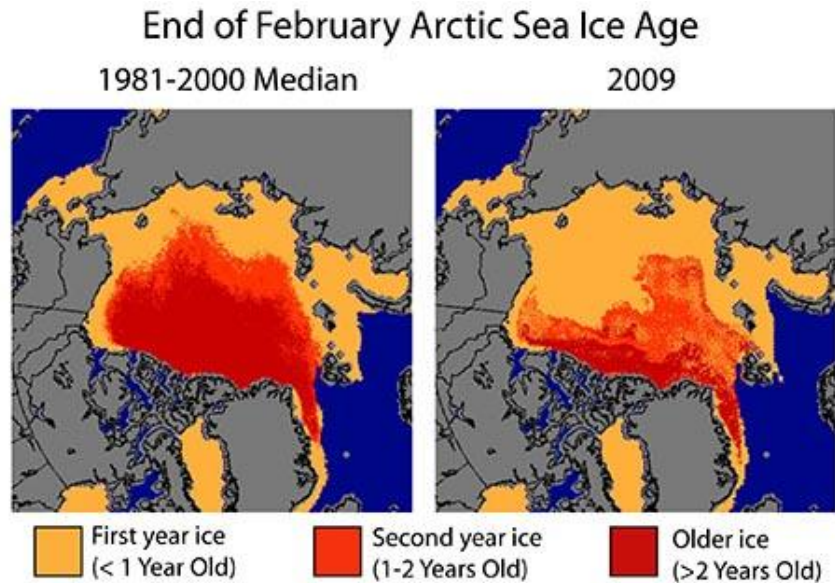 End of February Arctic Sea Ice Age
1981-2000 Median
2009
First year ice
(< 1 Year Old)
Second year ice
(1-2 Years Old)
Older ice
(>2 Years Old)